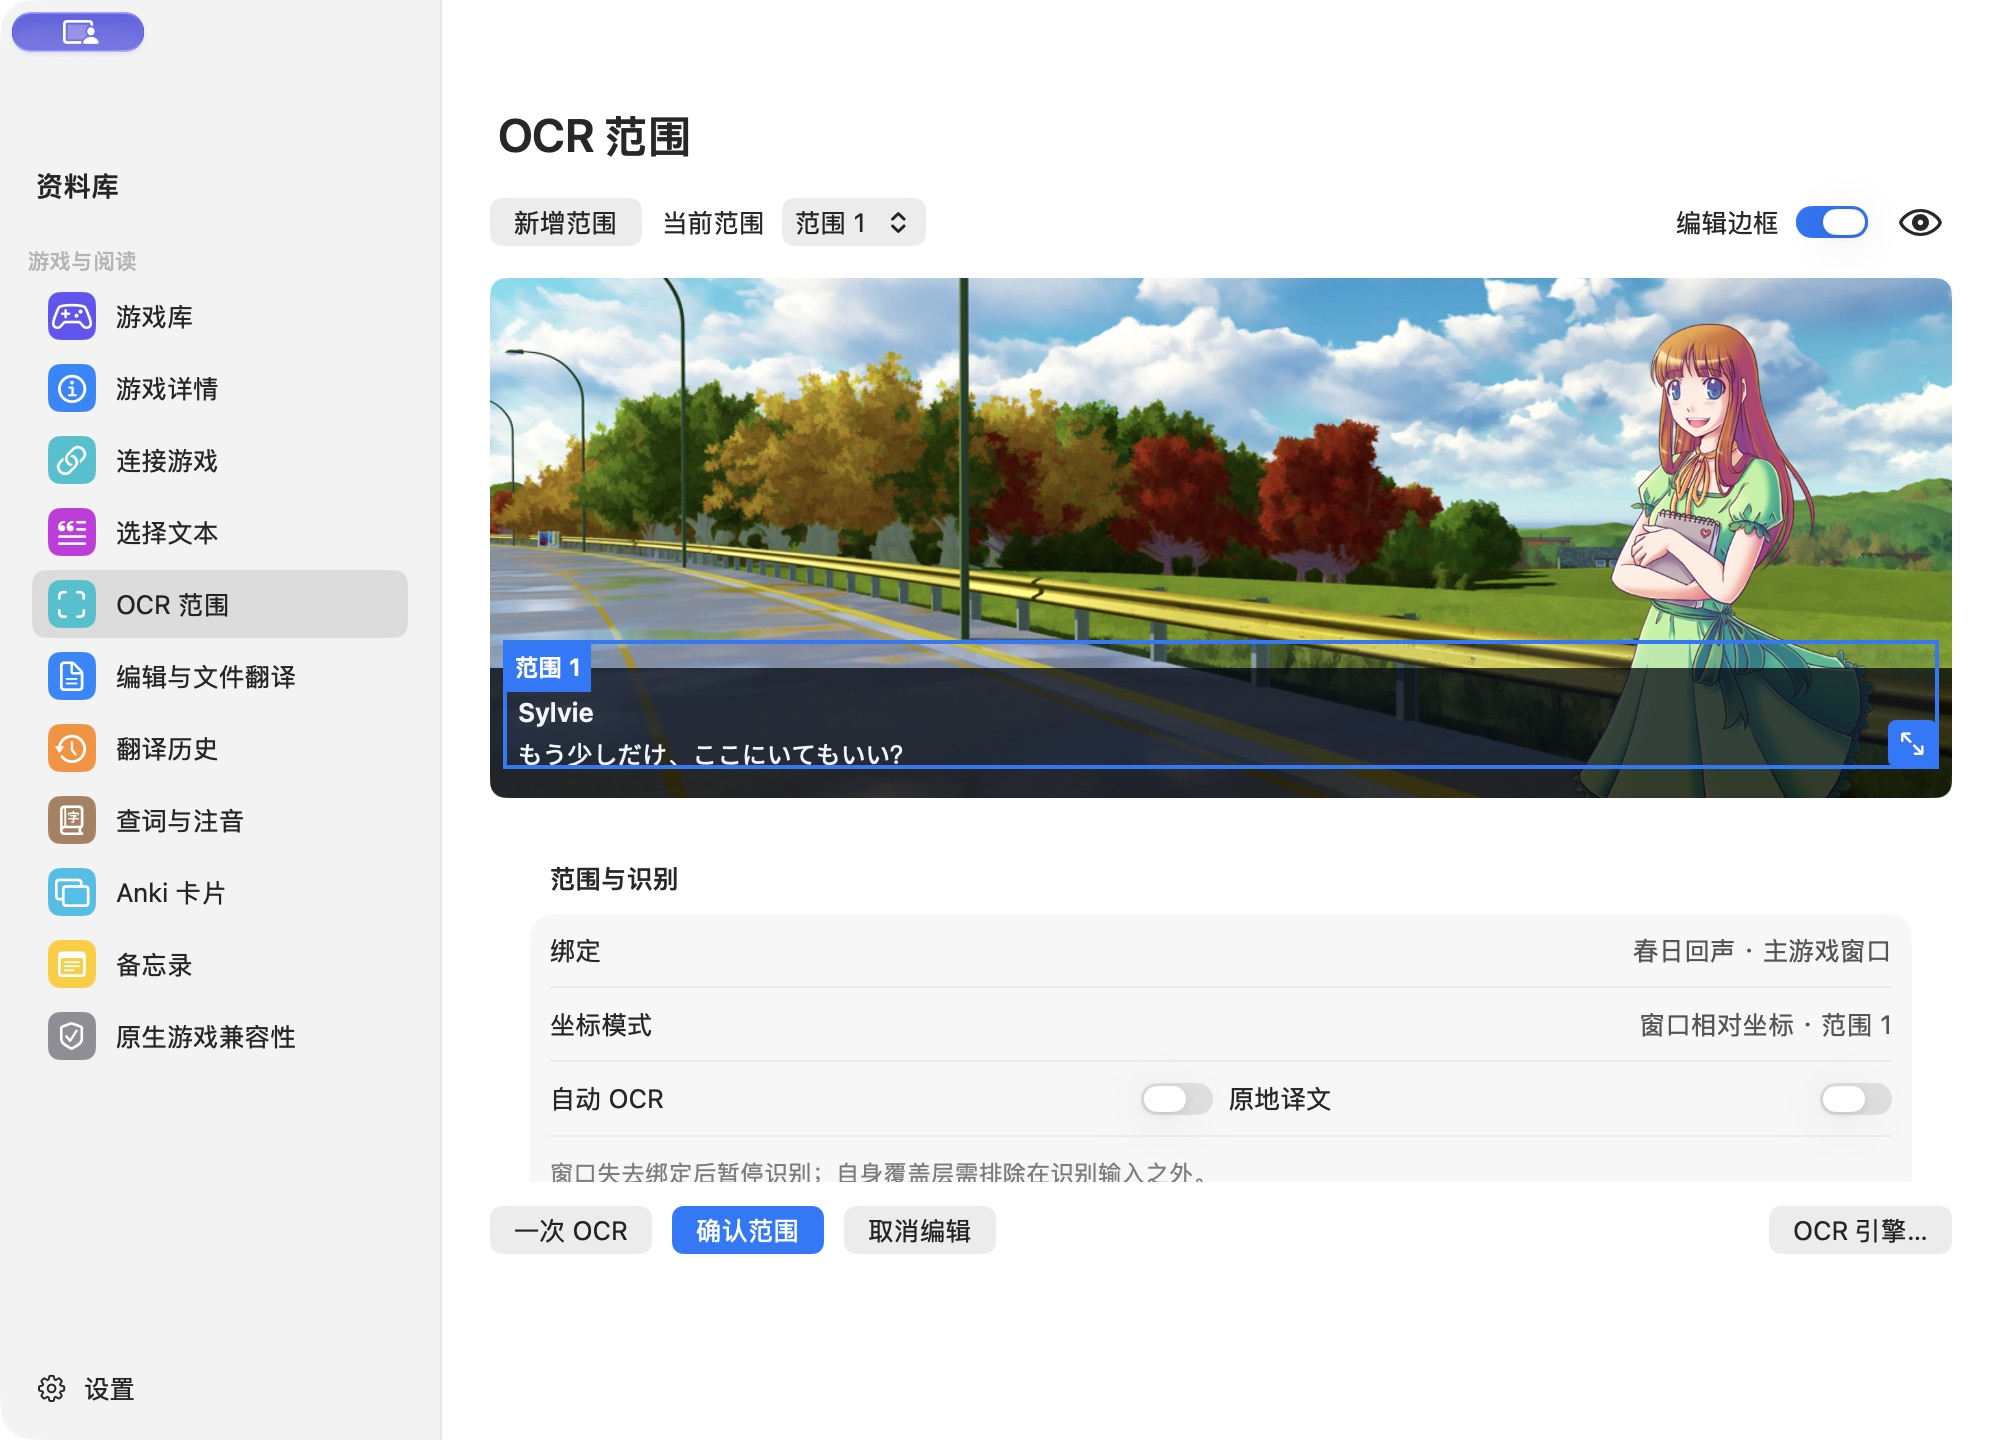 资料库
游戏与阅读
游戏库
游戏详情
连接游戏
选择文本
OCR 范围
编辑与文件翻译
翻译历史
查词与注音
Anki 卡片
备忘录
原生游戏兼容性
设置
OCR 范围
新增范围 当前范围 范围 1 编辑边框
范围 1
Sylvie
もう少しだけ、ここにいてもいい?
范围与识别
绑定 春日回声 · 主游戏窗口
坐标模式 窗口相对坐标 · 范围 1
自动 OCR 原地译文
窗口失去绑定后暂停识别；自身覆盖层需排除在识别输入之外。
一次 OCR 确认范围 取消编辑 OCR 引擎...